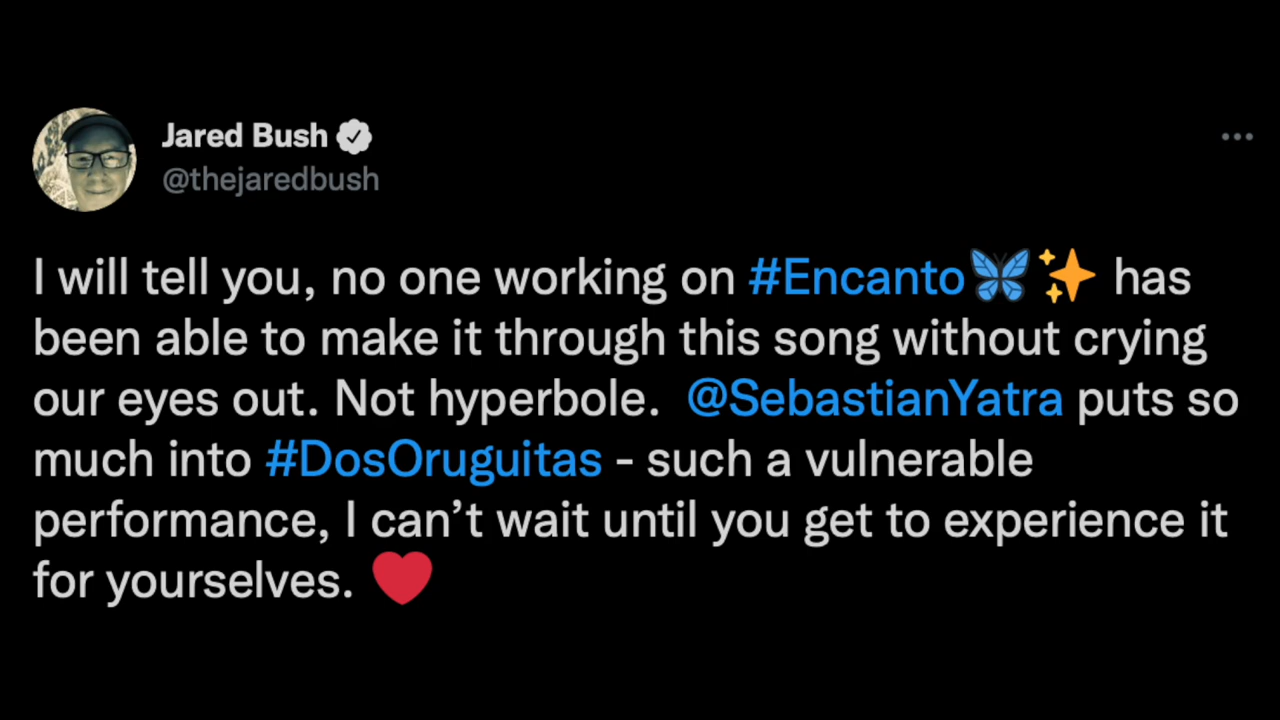 Jared Bush
@thejaredbush
I will tell you, no one working on #Encanto🦋✨ has
been able to make it through this song without crying
our eyes out. Not hyperbole.  @SebastianYatra puts so
much into #DosOruguitas - such a vulnerable
performance, I can’t wait until you get to experience it
for yourselves. ❤️